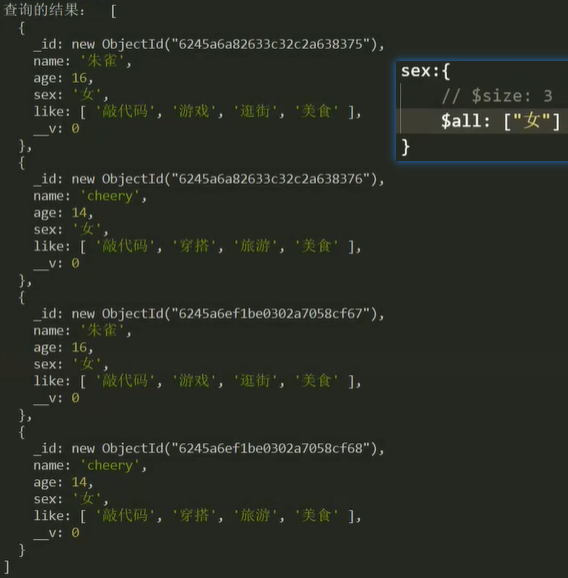 查询的结果： [
{
_id: new ObjectId("6245a6a82633c32c2a638375"),
name: '朱雀',
age: 16,
sex: '女',
like: [ '敲代码', '游戏', '逛街', '美食' ],
__v: 0
},
{
_id: new ObjectId("6245a6a82633c32c2a638376"),
name: 'cheery',
age: 14,
sex: '女',
like: [ '敲代码', '穿搭', '旅游', '美食' ],
__v: 0
},
{
_id: new ObjectId("6245a6ef1be0302a7058cf67"),
name: '朱雀',
age: 16,
sex: '女',
like: [ '敲代码', '游戏', '逛街', '美食' ],
__v: 0
},
{
_id: new ObjectId("6245a6ef1be0302a7058cf68"),
name: 'cheery',
age: 14,
sex: '女',
like: [ '敲代码', '穿搭', '旅游', '美食' ],
__v: 0
}
]
sex:{
// $size: 3
$all: ["女"]
}